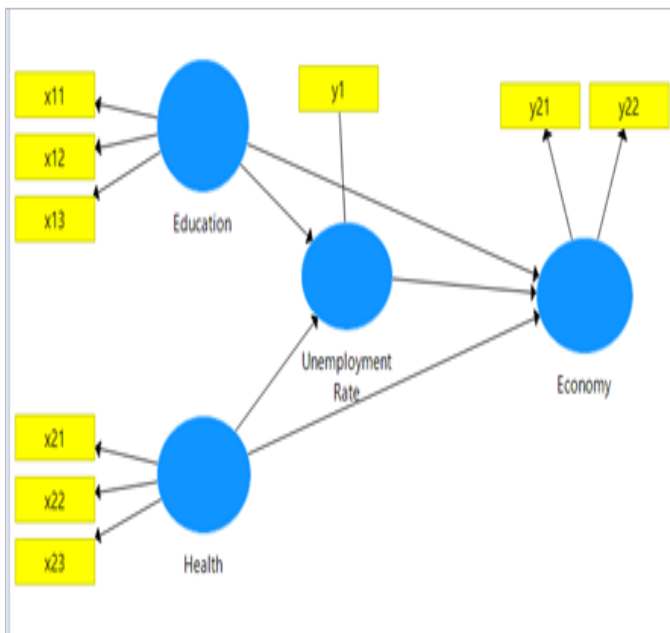 x11
x12
x13
Education
y1
y21
y22
Unemployment
Rate
Economy
x21
x22
x23
Health